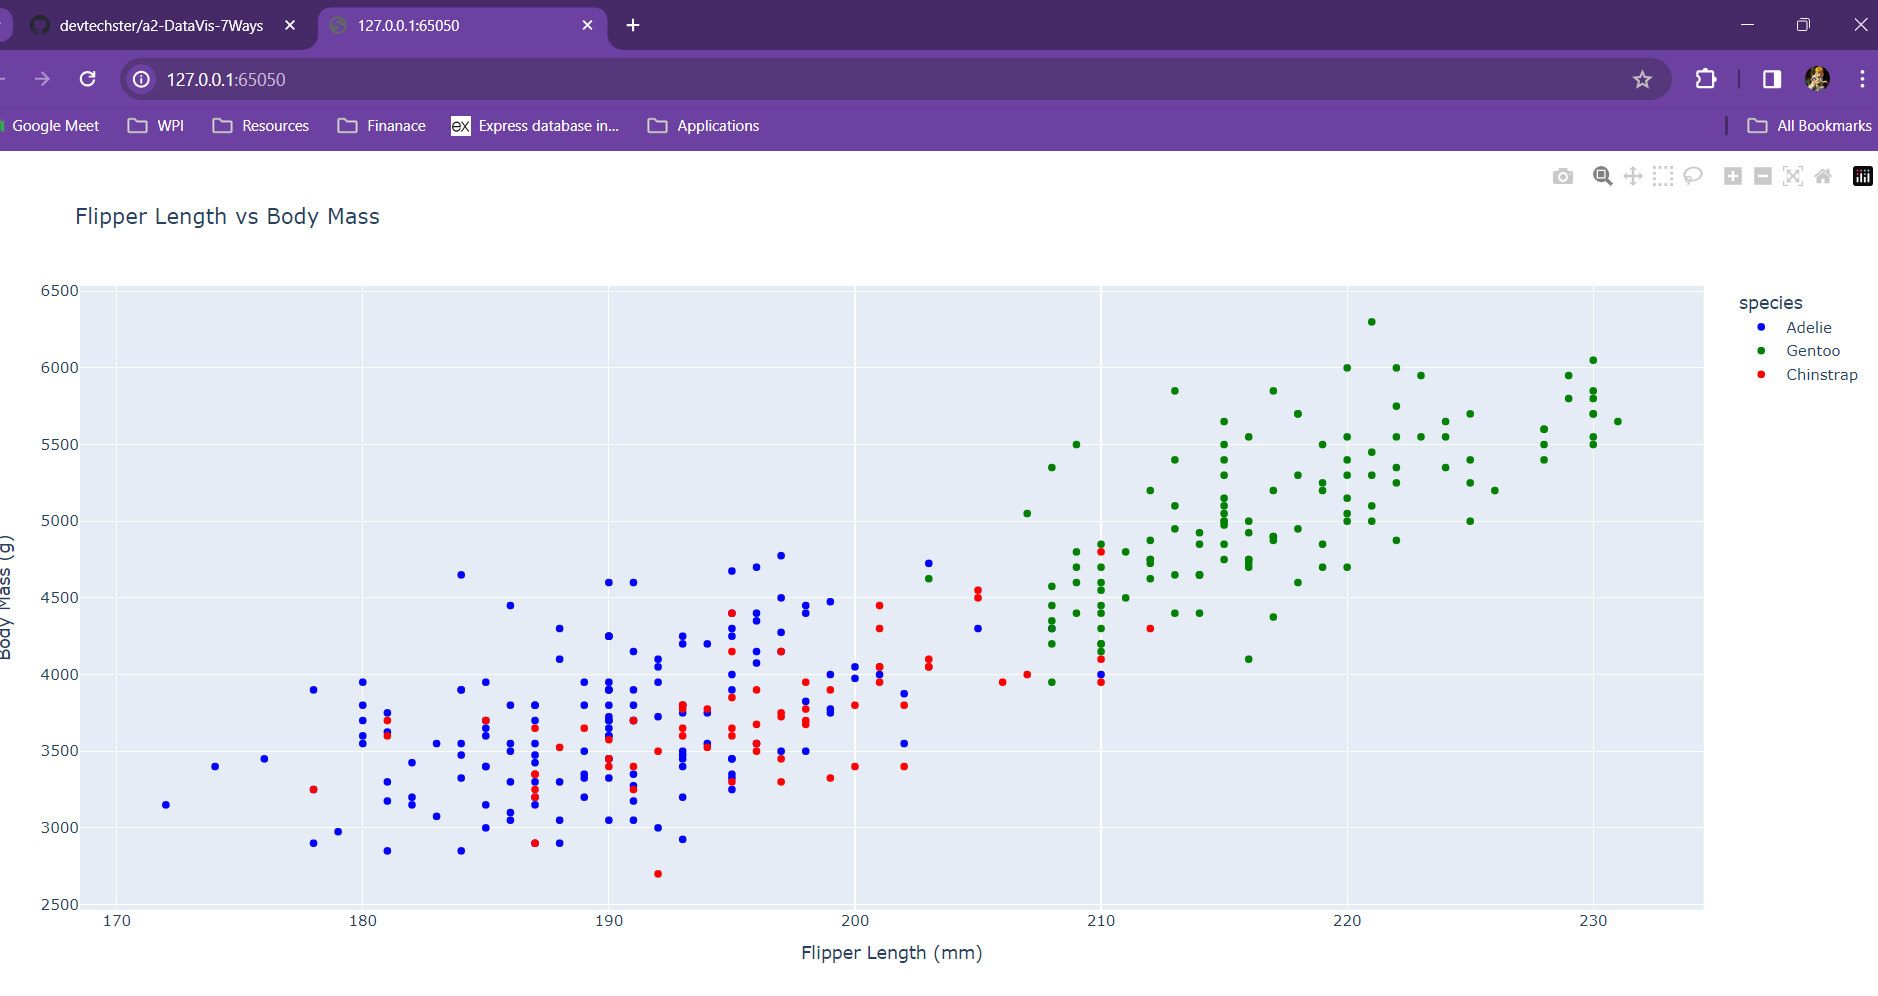 devtechster/a2-DataVis-7Ways
127.0.0.1:65050
127.0.0.1:65050
Google Meet
WPI
Resources
Finanace
ex
Express database in...
Applications
All Bookmarks
Flipper Length vs Body Mass
6500
6000
5500
5000
4500
4000
3500
3000
2500
Body Mass (g)
170 180 190 200 210 220 230
Flipper Length (mm)
species
Adelie
Gentoo
Chinstrap